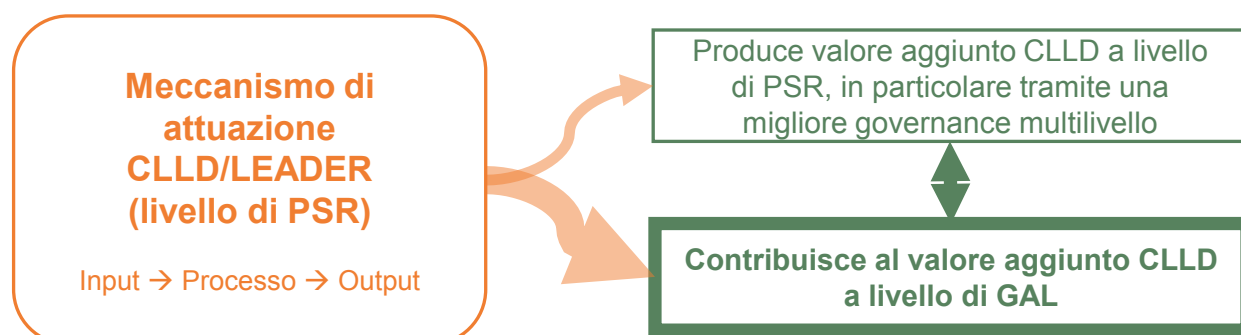 Meccanismo di
attuazione
CLLD/LEADER
(livello di PSR)
Input → Processo → Output
Produce valore aggiunto CLLD a livello
di PSR, in particolare tramite una
migliore governance multilivello
Contribuisce al valore aggiunto CLLD
a livello di GAL